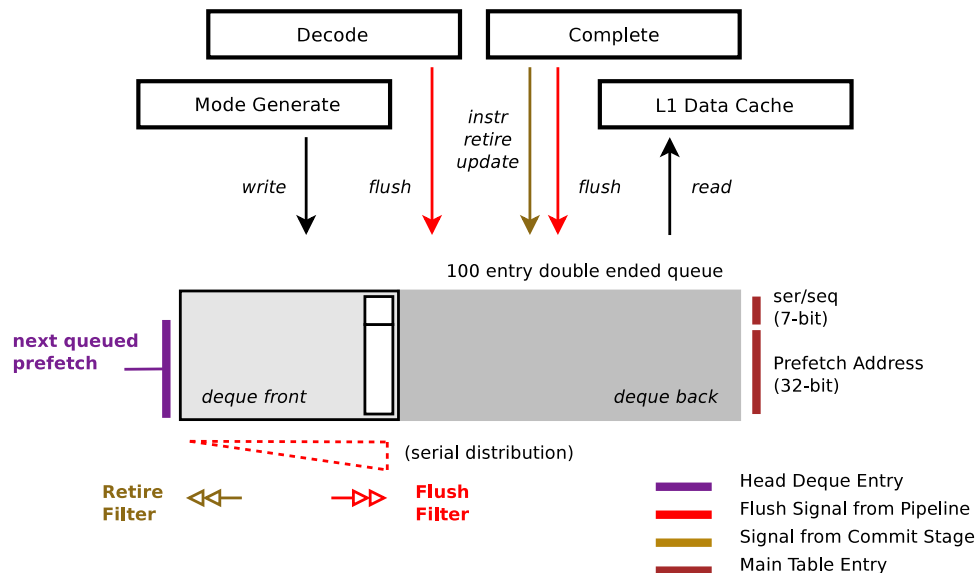 Decode
Complete
Mode Generate
L1 Data Cache
instr
retire
update
write
flush
flush
read
100 entry double ended queue
ser/seq
(7-bit)
next queued
prefetch
Prefetch Address
(32-bit)
deque front
deque back
(serial distribution)
Retire
Filter
Flush
Filter
Head Deque Entry
Flush Signal from Pipeline
Signal from Commit Stage
Main Table Entry